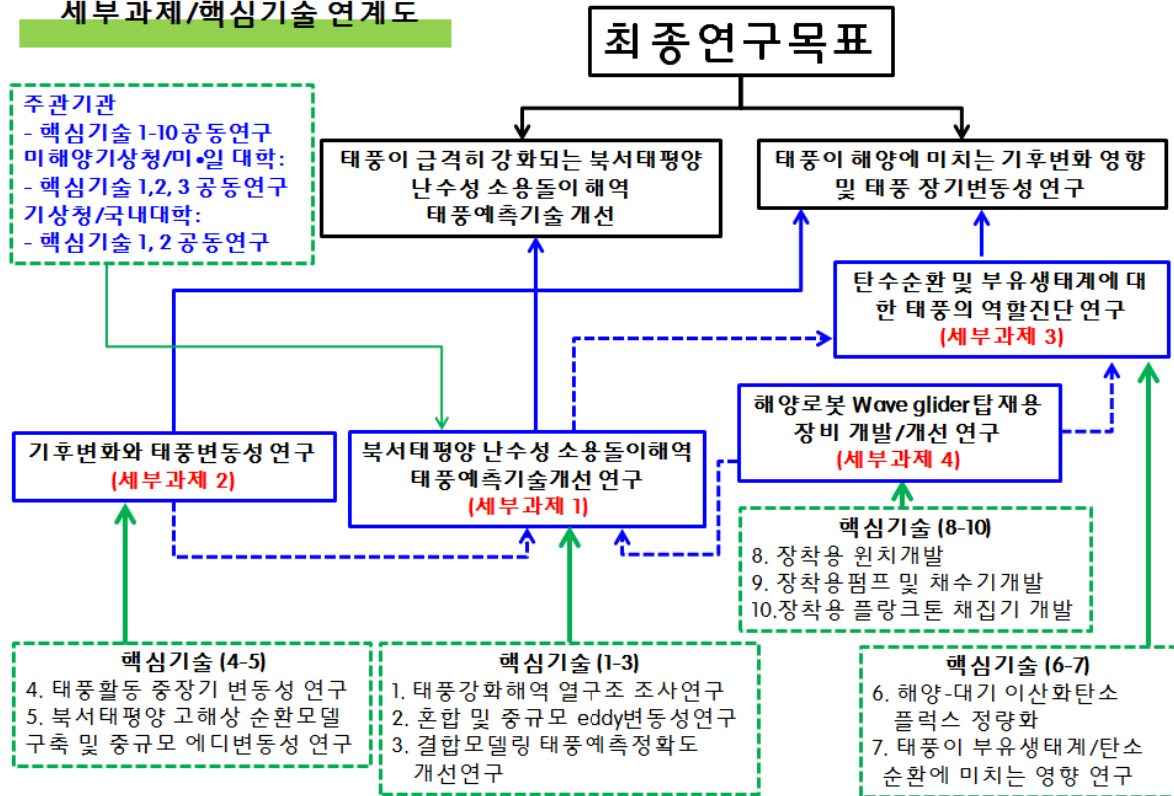 세부과제/핵심기술 연계도
최종연구목표
주관기관
- 핵심기술 1-10 공동연구
미해양기상청/미•일 대학:
- 핵심기술 1,2, 3 공동연구
기상청/국내대학:
- 핵심기술 1, 2 공동연구
태풍이 급격히 강화되는 북서태평양
난수성 소용돌이 해역
태풍예측기술 개선
태풍이 해양에 미치는 기후변화 영향
및 태풍 장기변동성 연구
탄수순환 및 부유생태계에 대
한 태풍의 역할진단 연구
(세부과제 3)
기후변화와 태풍변동성 연구
(세부과제 2)
북서태평양 난수성 소용돌이해역
태풍예측기술개선 연구
(세부과제 1)
해양로봇 Wave glider탑재용
장비 개발/개선 연구
(세부과제 4)
핵심기술 (8-10)
8. 장착용 윈치개발
9. 장착용펌프 및 채수기개발
10.장착용 플랑크톤 채집기 개발
핵심기술 (4-5)
4. 태풍활동 중장기 변동성 연구
5. 북서태평양 고해상 순환모델
구축 및 중규모 에디변동성 연구
핵심기술 (1-3)
1. 태풍강화해역 열구조 조사연구
2. 혼합 및 중규모 eddy변동성연구
3. 결합모델링 태풍예측정확도
개선연구
핵심기술 (6-7)
6. 해양-대기 이산화탄소
플럭스 정량화
7. 태풍이 부유생태계/탄소
순환에 미치는 영향 연구